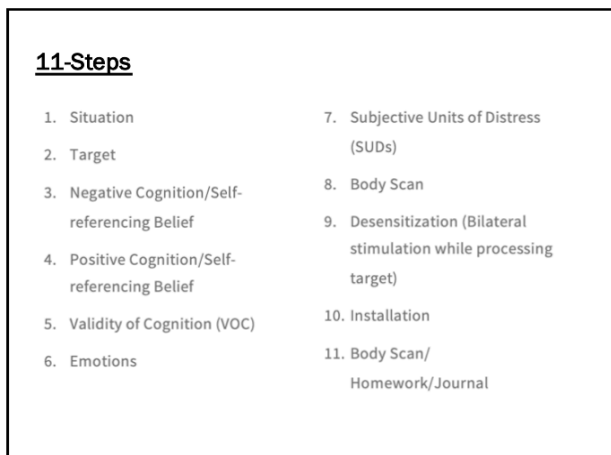 11-Steps
1. Situation
2. Target
3. Negative Cognition/Self-
referencing Belief
4. Positive Cognition/Self-
referencing Belief
5. Validity of Cognition (VOC)
6. Emotions
7. Subjective Units of Distress
(SUDs)
8. Body Scan
9. Desensitization (Bilateral
stimulation while processing
target)
10. Installation
11. Body Scan/
Homework/Journal